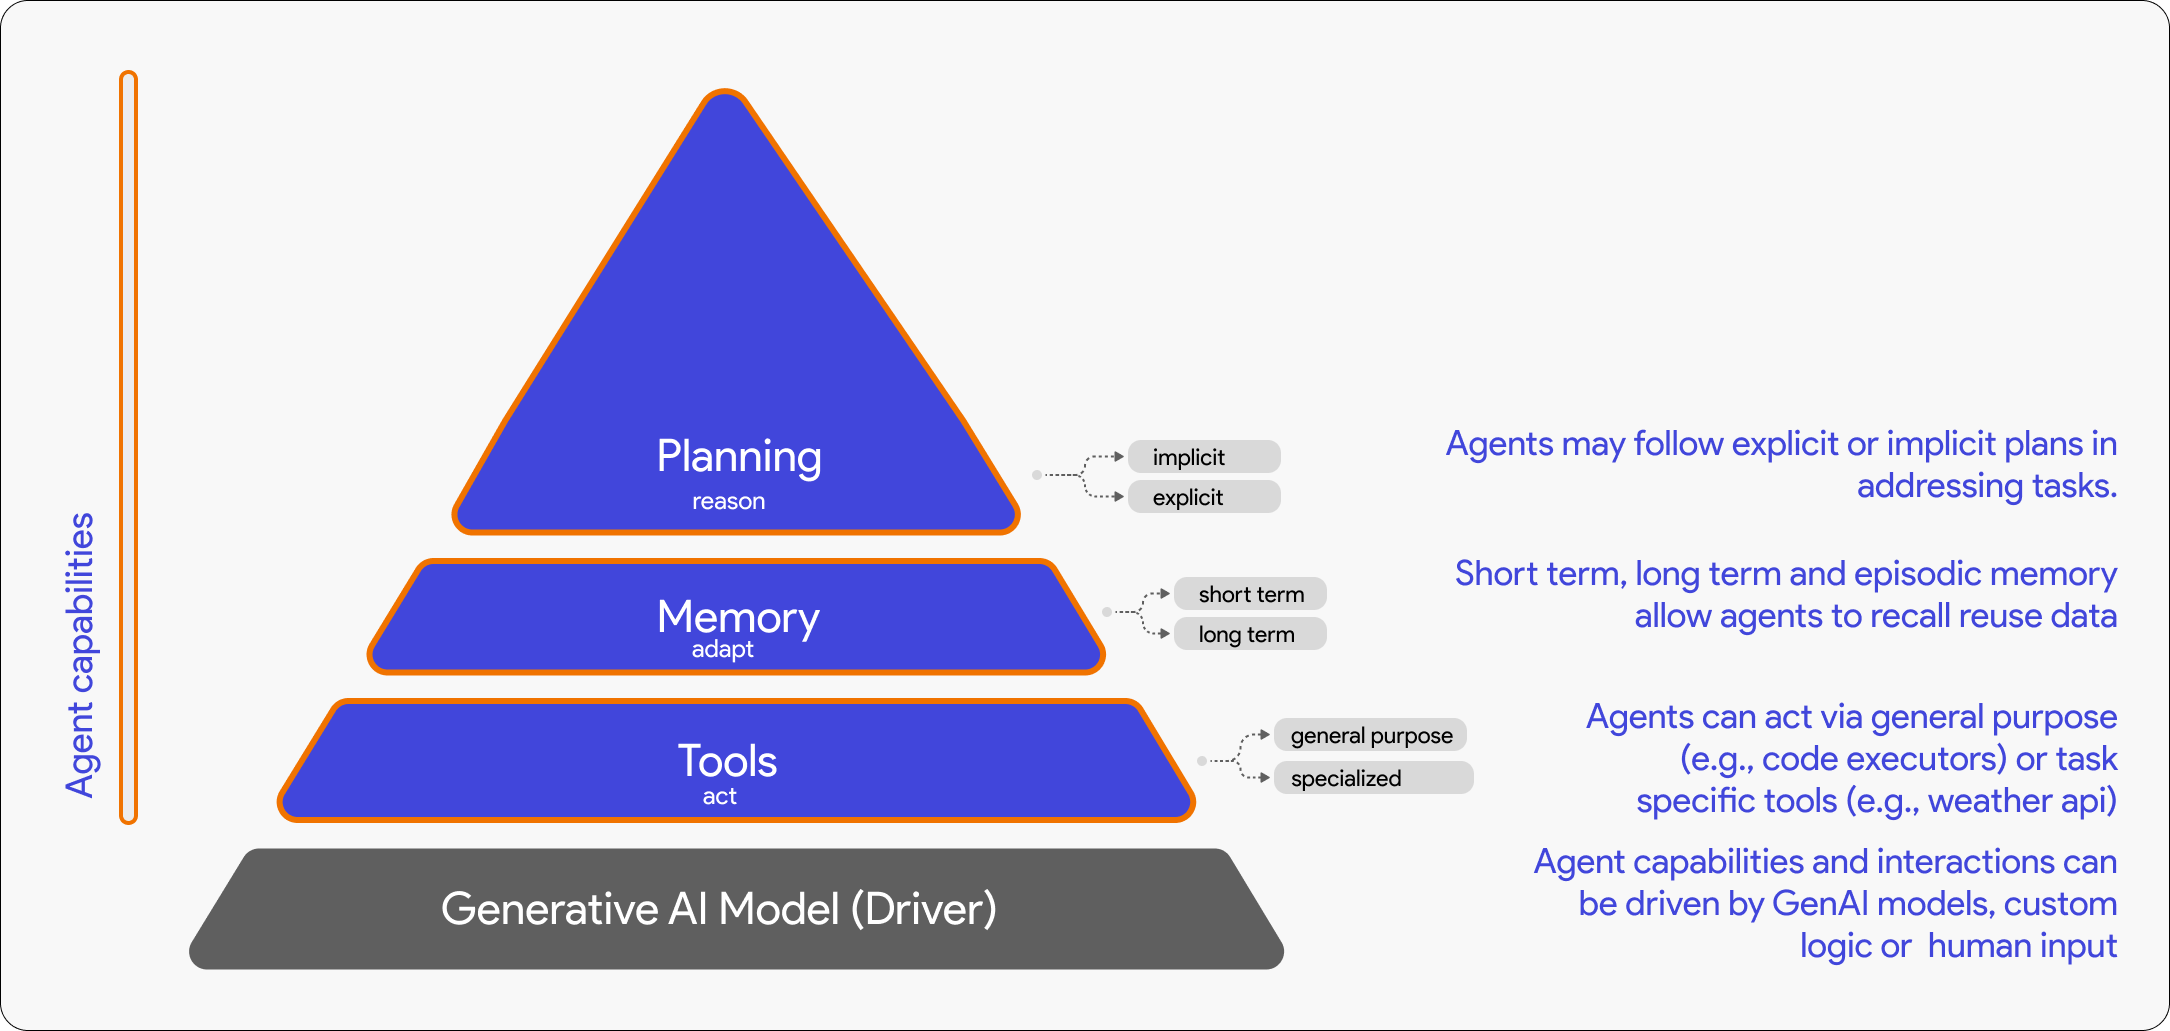 Agent capabilities
Planning
reason
implicit
explicit
Agents may follow explicit or implicit plans in
addressing tasks.
Memory
adapt
short term
long term
Short term, long term and episodic memory
allow agents to recall reuse data
Tools
act
general purpose
specialized
Agents can act via general purpose
(e.g., code executors) or task
specific tools (e.g., weather api)
Generative AI Model (Driver)
Agent capabilities and interactions can
be driven by GenAI models, custom
logic or  human input